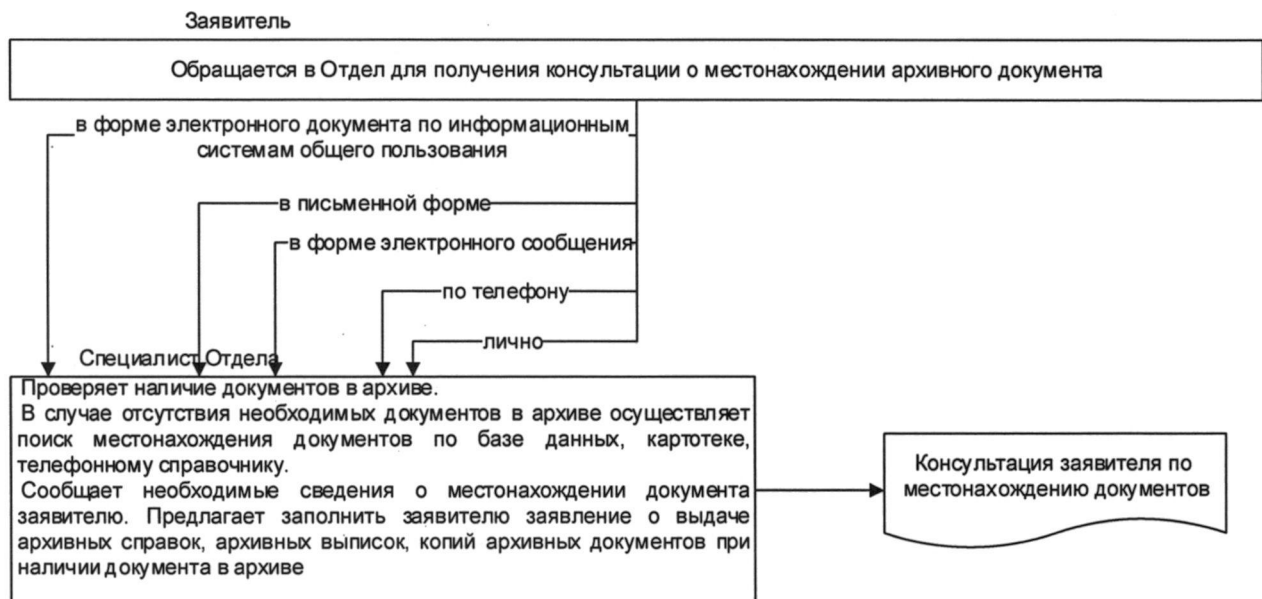 Заявитель
Обращается в Отдел для получения консультации о местонахождении архивного документа
в форме электронного документа по информационным
системам общего пользования
в письменной форме
в форме электронного сообщения
по телефону
лично
Специалист Отдела
Проверяет наличие документов в архиве.
В случае отсутствия необходимых документов в архиве осуществляет
поиск местонахождения документов по базе данных, картотеке,
телефонному справочнику.
Сообщает необходимые сведения о местонахождении документа
заявителю. Предлагает заполнить заявителю заявление о выдаче
архивных справок, архивных выписок, копий архивных документов при
наличии документа в архиве
Консультация заявителя по
местонахождению документов